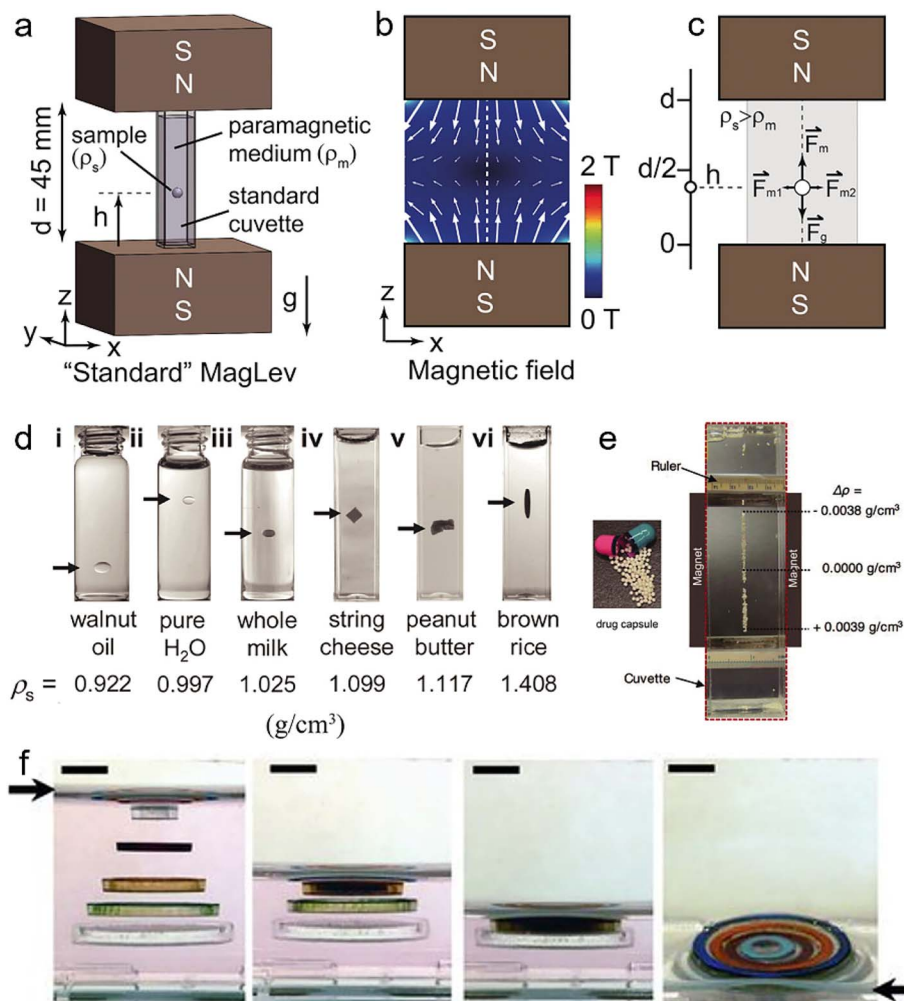 a
S
N
d = 45 mm
sample
(ρs)
paramagnetic
medium (ρm)
h
standard
cuvette
N
S
g
z
y
x
"Standard" MagLev
b
S
N
2 T
0 T
N
S
z
x
Magnetic field
c
S
N
d
ρs>ρm
Fm
d/2
h
Fm1
Fm2
Fg
0
N
S
d
i
ii
iii
iv
v
vi
walnut
oil
pure
H2O
whole
milk
string
cheese
peanut
butter
brown
rice
ρs = 0.922 0.997 1.025 1.099 1.117 1.408
(g/cm³)
e
Ruler
Δρ =
- 0.0038 g/cm³
Magnet
Magnet
0.0000 g/cm³
drug capsule
+ 0.0039 g/cm³
Cuvette
f